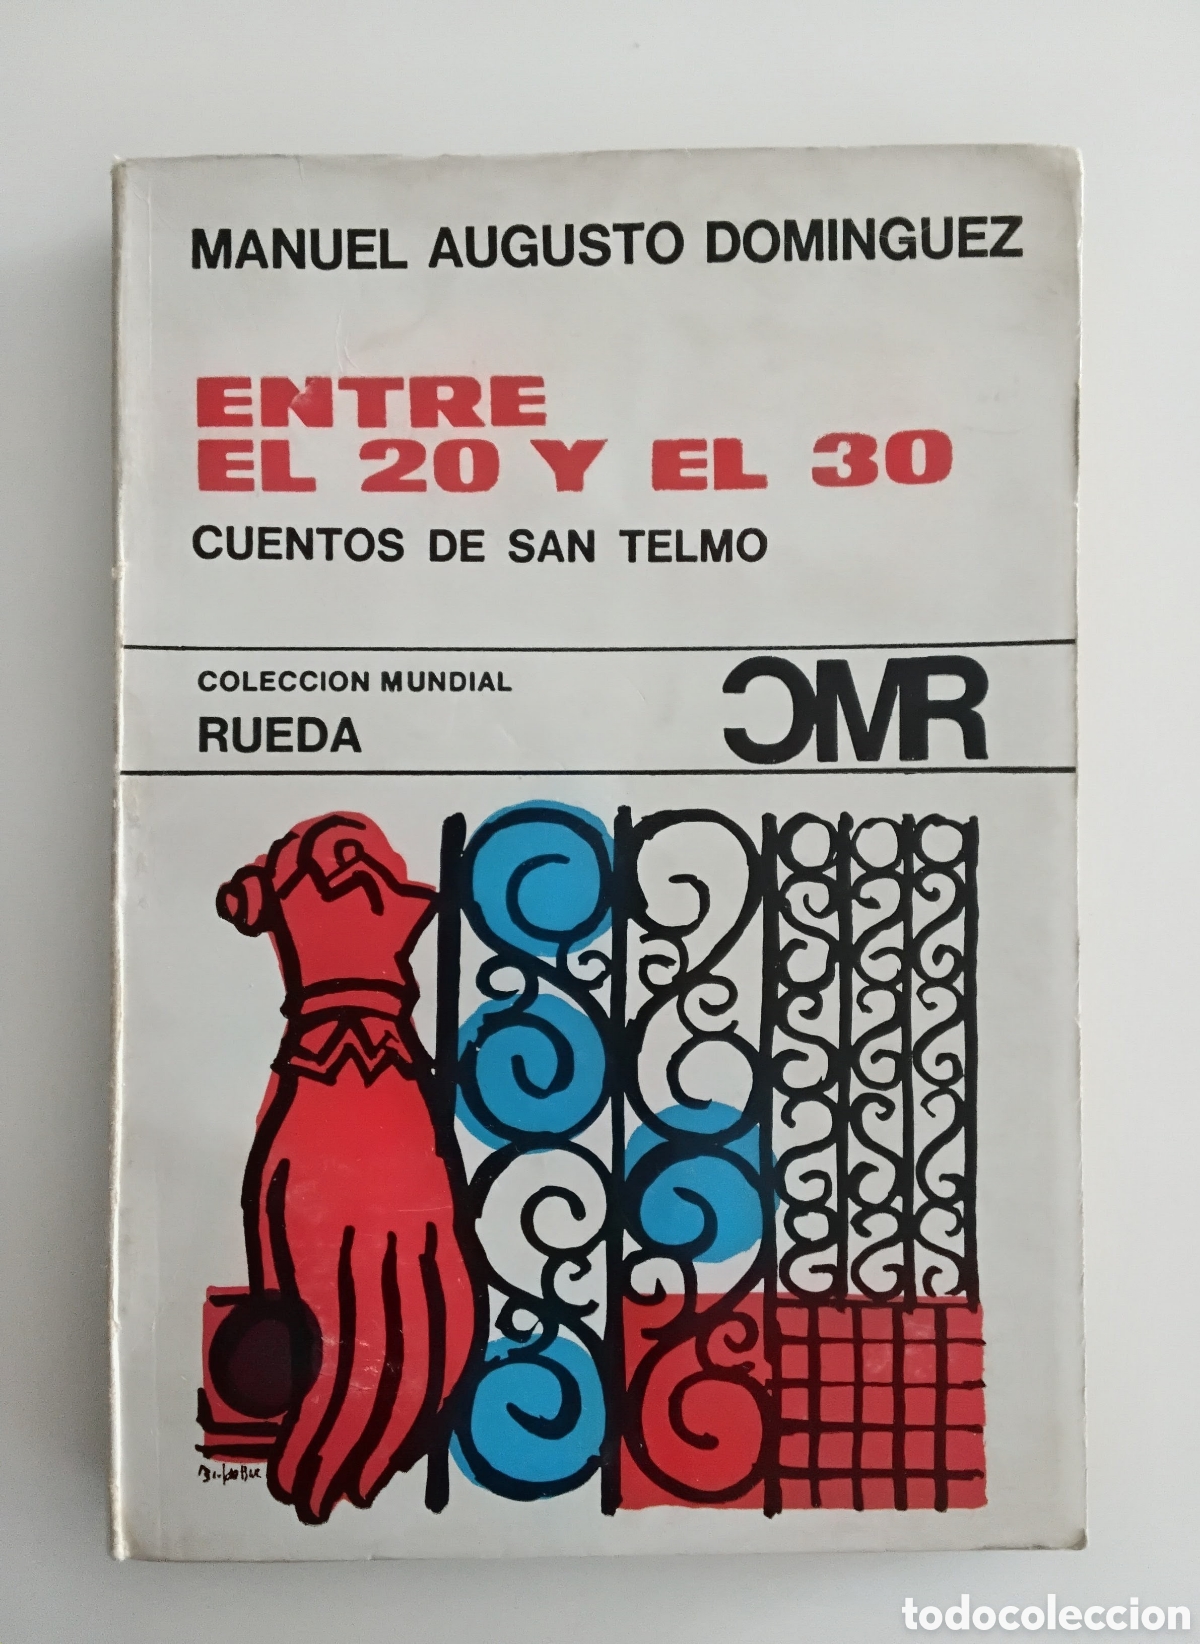 MANUEL AUGUSTO DOMINGUEZ
ENTRE
EL 20 Y EL 30
CUENTOS DE SAN TELMO
COLECCION MUNDIAL
RUEDA
CMR
todocoleccion